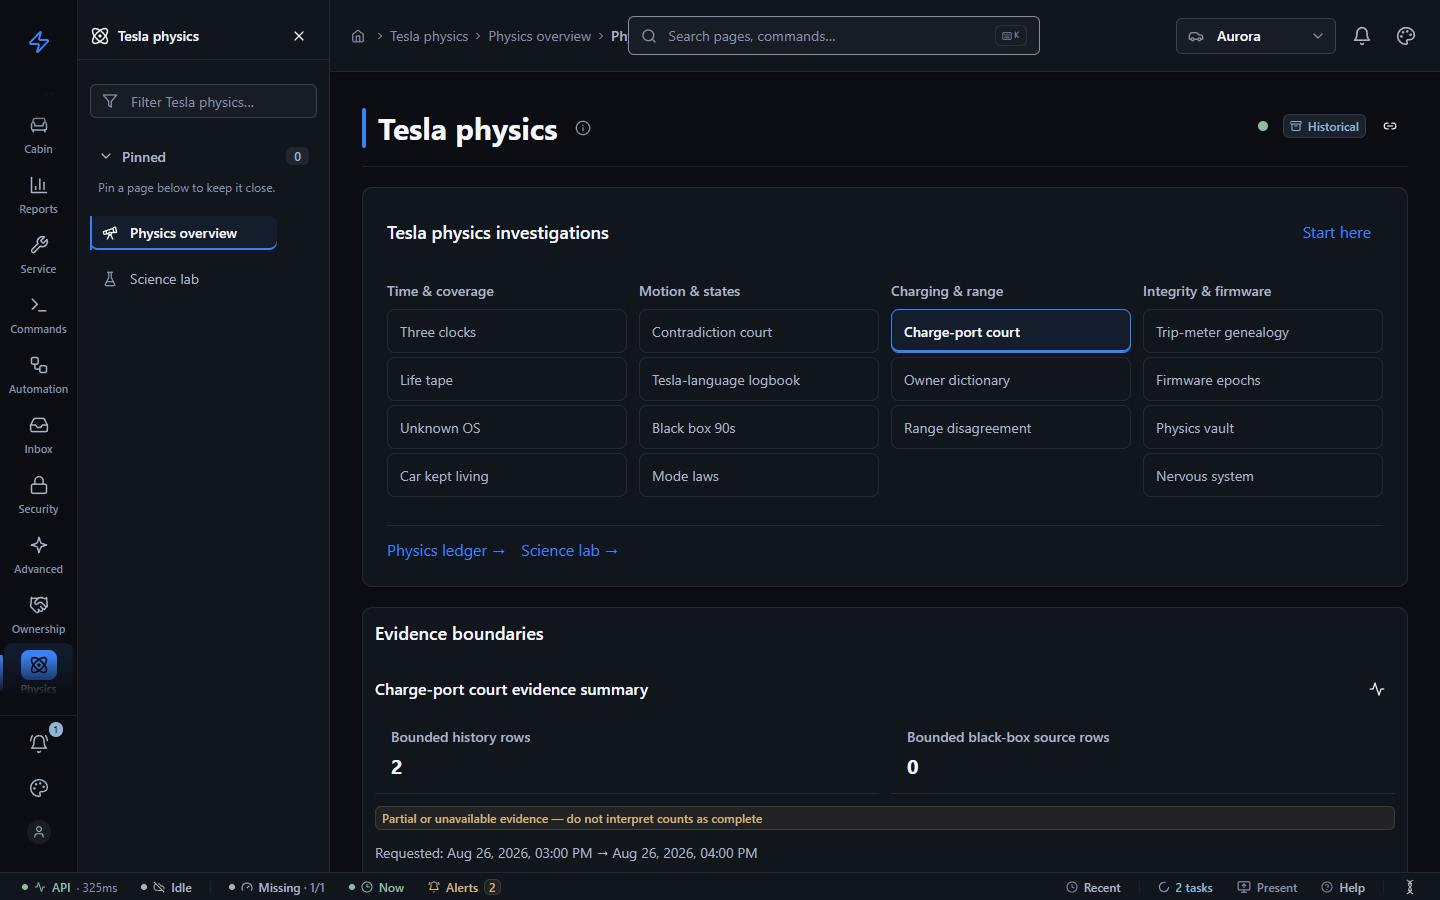 Tesla physics
Tesla physics
Physics overview
Ph
Search pages, commands...
K
Aurora
Cabin
Reports
Service
Commands
Automation
Inbox
Security
Advanced
Ownership
Physics
1
Filter Tesla physics...
Pinned
0
Pin a page below to keep it close.
Physics overview
Science lab
Tesla physics
Historical
Tesla physics investigations
Start here
Time & coverage
Three clocks
Life tape
Unknown OS
Car kept living
Motion & states
Contradiction court
Tesla-language logbook
Black box 90s
Mode laws
Charging & range
Charge-port court
Owner dictionary
Range disagreement
Integrity & firmware
Trip-meter genealogy
Firmware epochs
Physics vault
Nervous system
Physics ledger →
Science lab →
Evidence boundaries
Charge-port court evidence summary
Bounded history rows
2
Bounded black-box source rows
0
Partial or unavailable evidence — do not interpret counts as complete
Requested: Aug 26, 2026, 03:00 PM → Aug 26, 2026, 04:00 PM
API · 325ms
Idle
Missing · 1/1
Now
Alerts 2
Recent
2 tasks
Present
Help